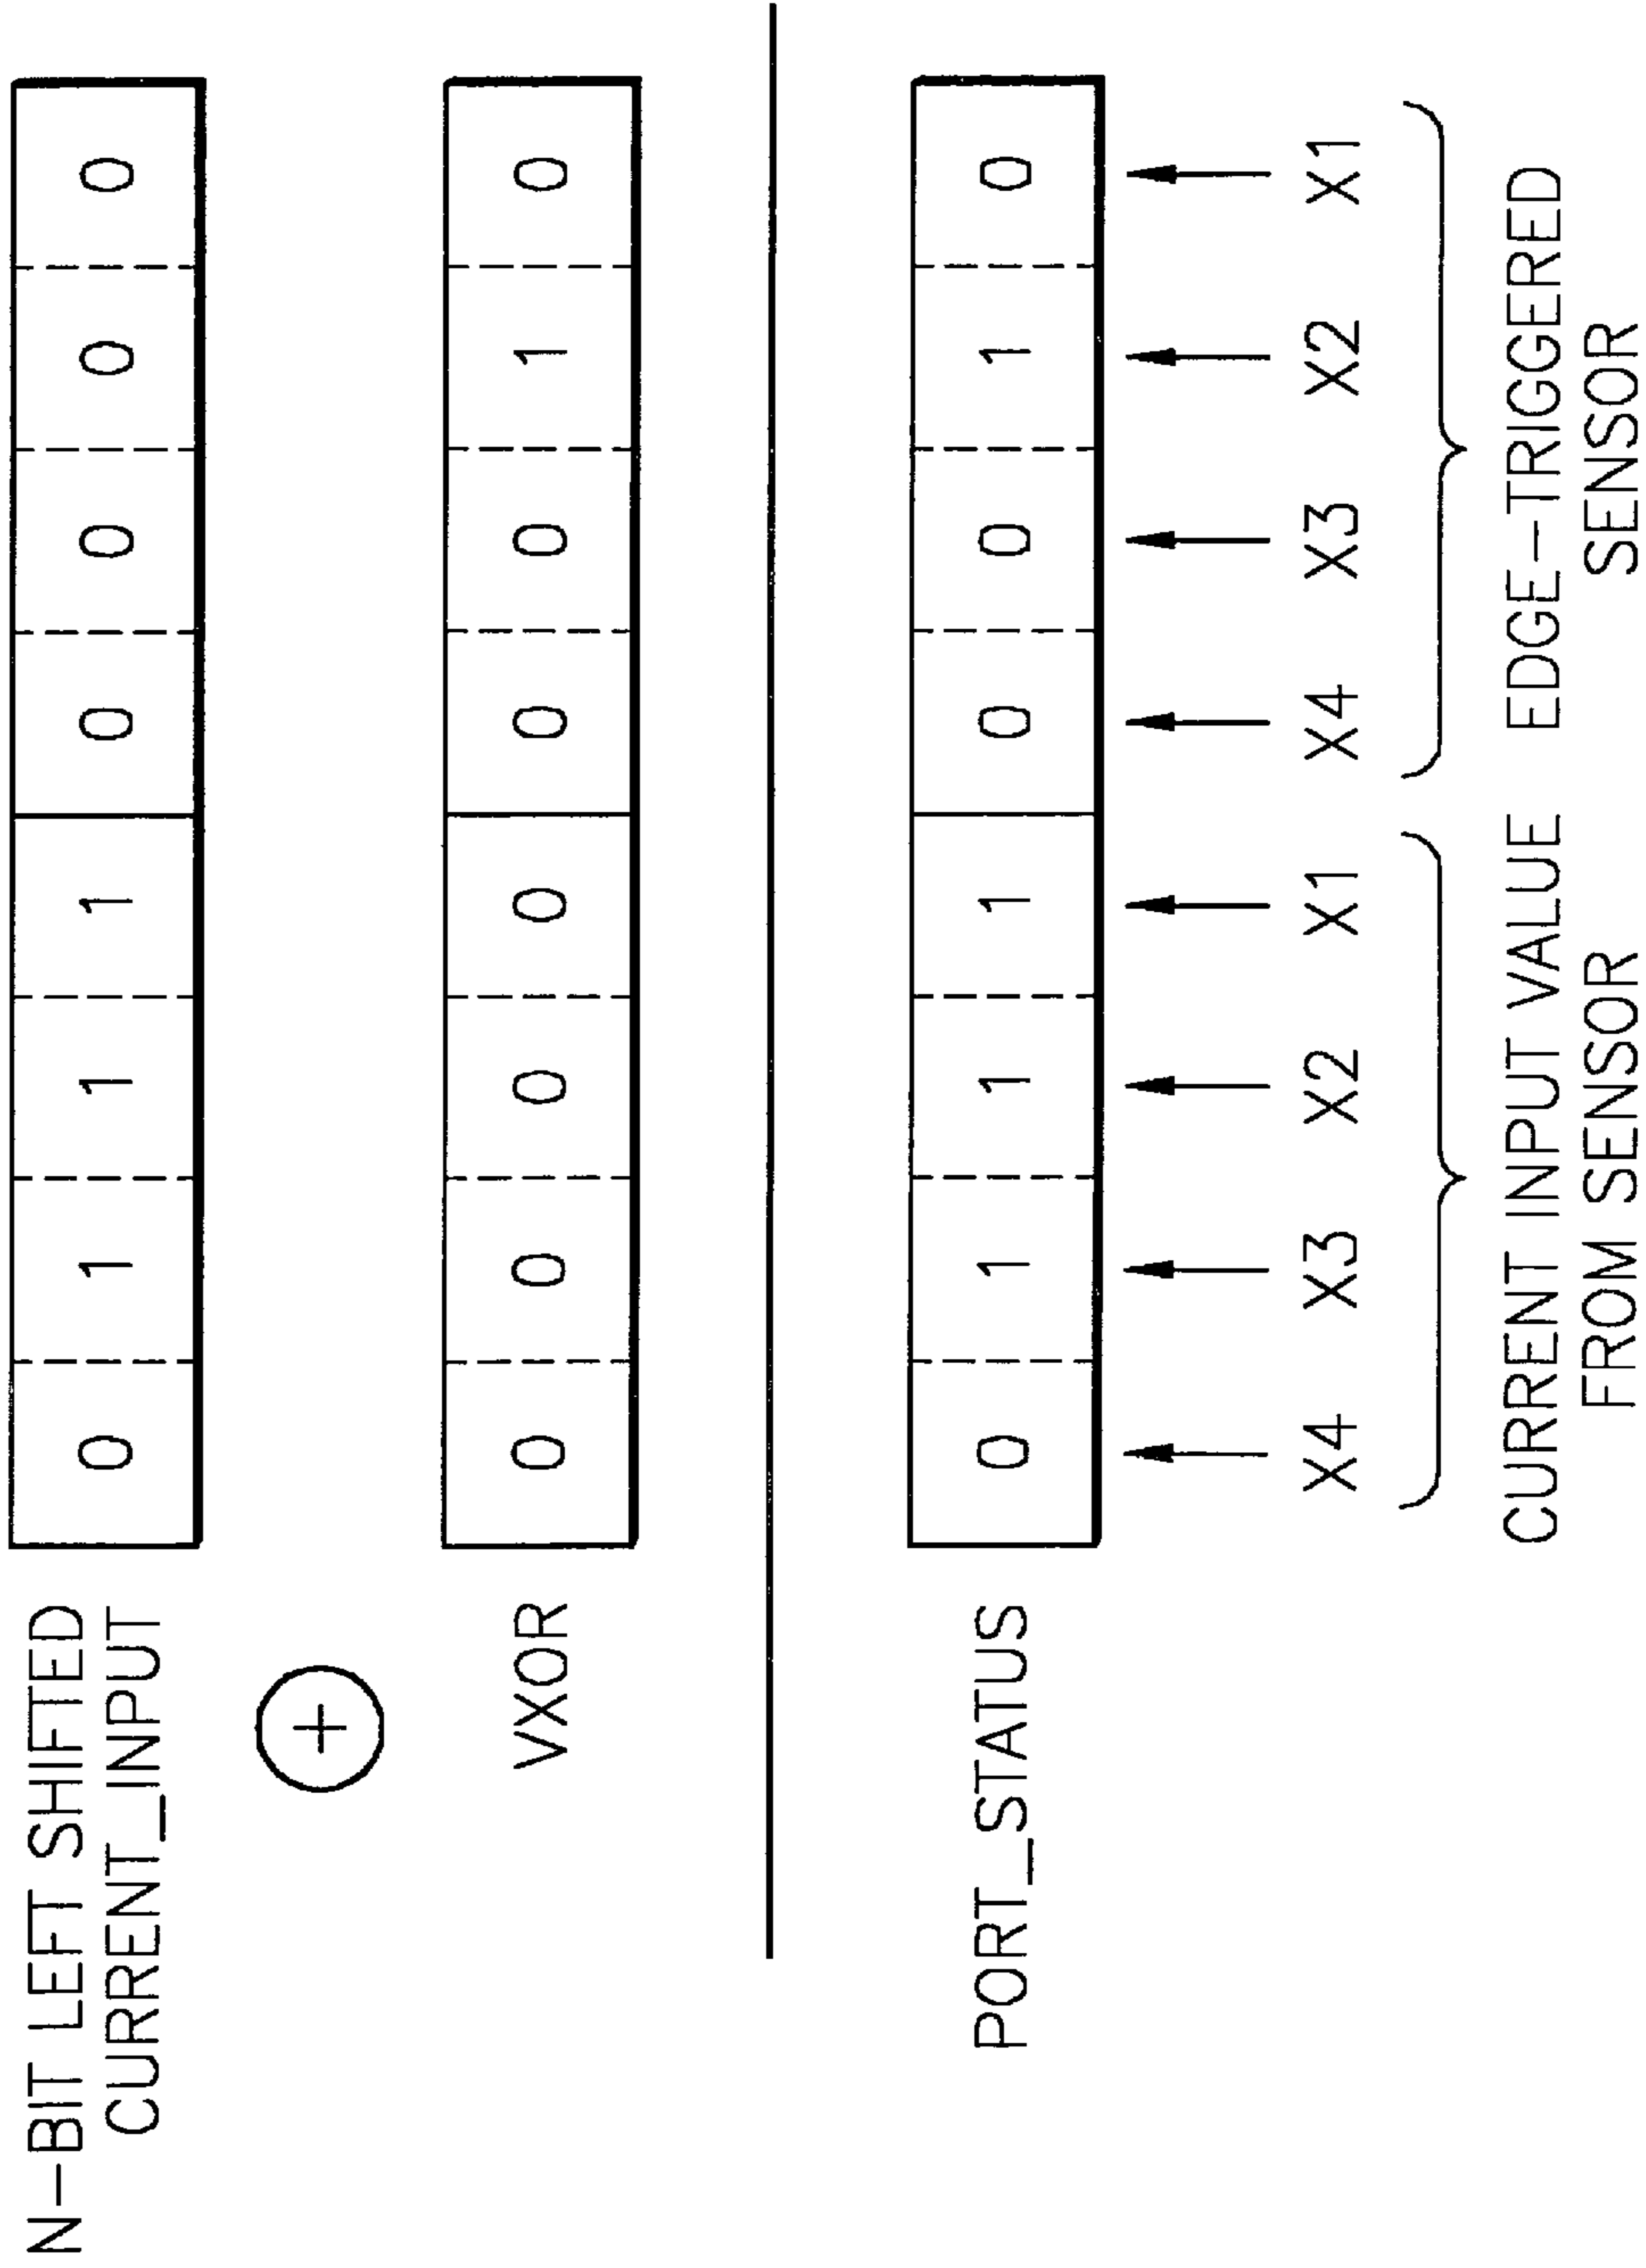 N-BIT LEFT SHIFTED
CURRENT_INPUT
0 1 1 1 0 0 0 0
+
VXOR
0 0 0 0 0 0 1 0
PORT_STATUS
0 1 1 1 0 0 1 0
X4 X3 X2 X1 X4 X3 X2 X1
CURRENT INPUT VALUE
FROM SENSOR
EDGE-TRIGGERED
SENSOR